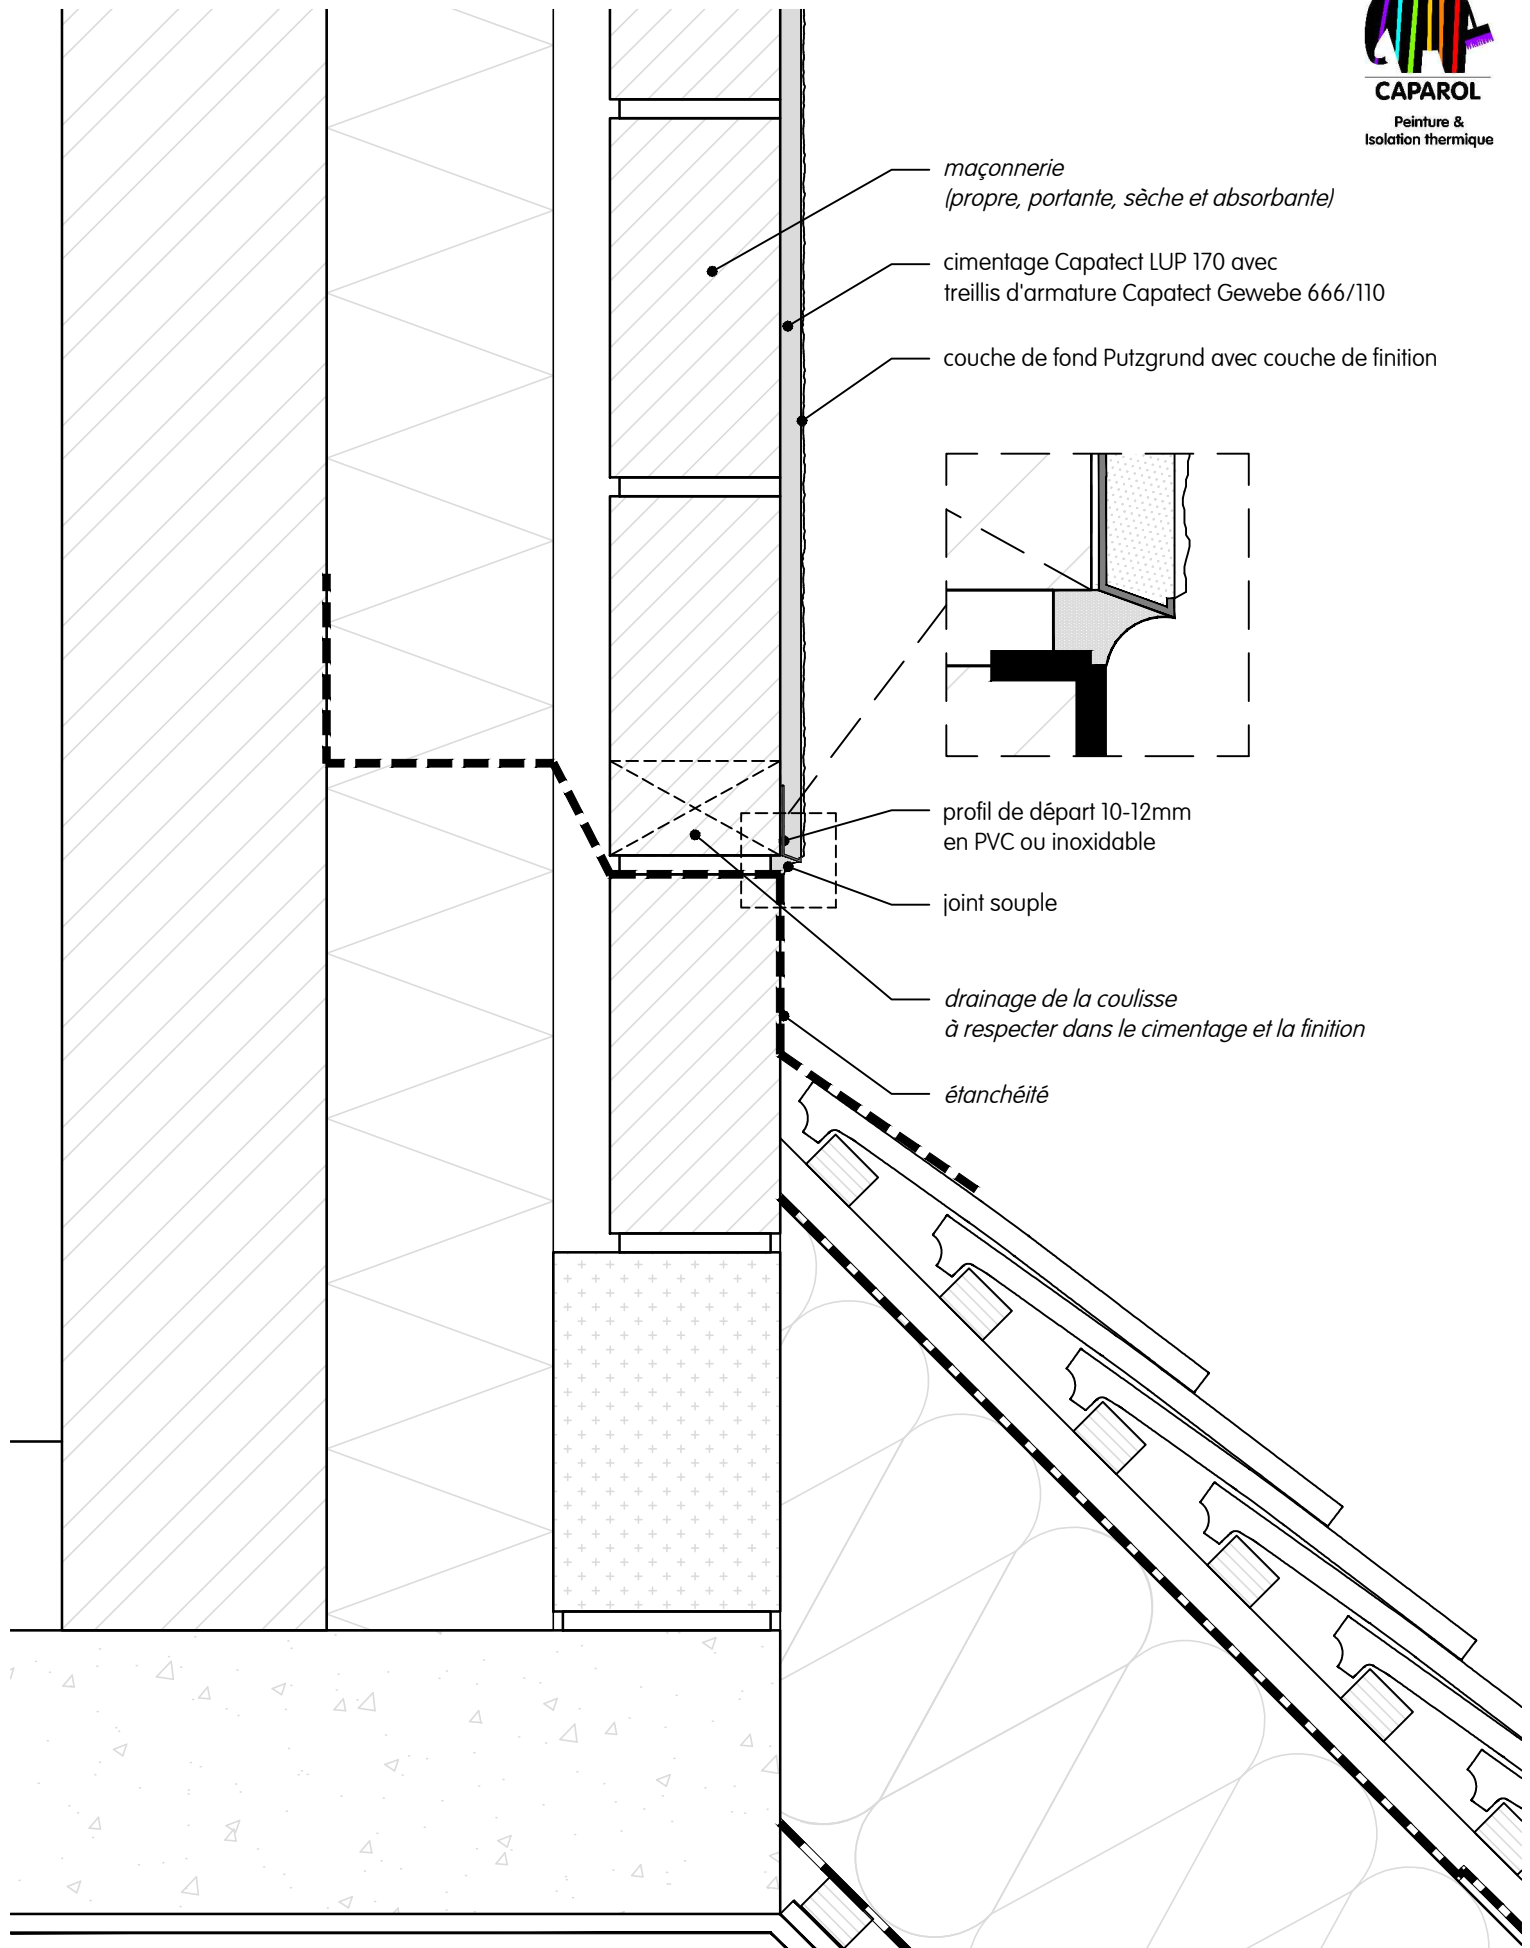 CAPAROL
Peinture &
Isolation thermique
maçonnerie
(propre, portante, sèche et absorbante)
cimentage Capatect LUP 170 avec
treillis d'armature Capatect Gewebe 666/110
couche de fond Putzgrund avec couche de finition
profil de départ 10-12mm
en PVC ou inoxidable
joint souple
drainage de la coulisse
à respecter dans le cimentage et la finition
étanchéité